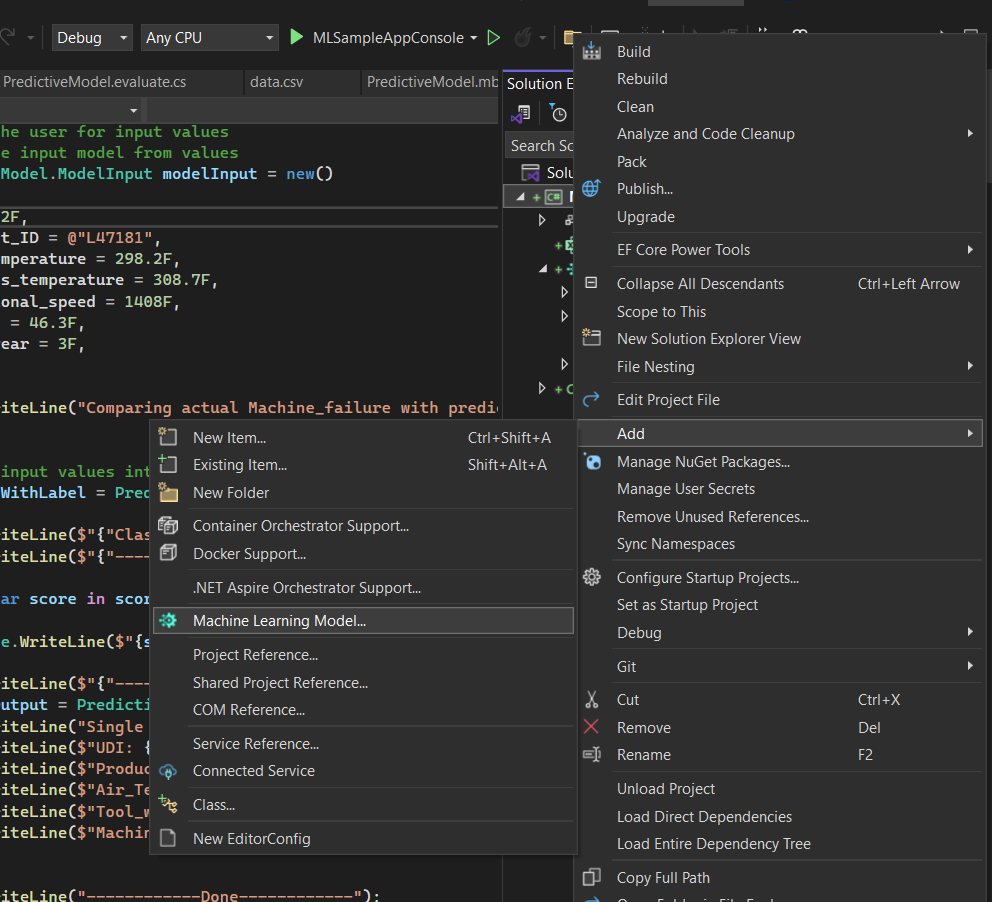 Debug
Any CPU
MLSampleAppConsole
PredictiveModel.evaluate.cs
data.csv
PredictiveModel.mb
he user for input values
e input model from values
Model.ModelInput modelInput = new()
2F,
t_ID = @"L47181",
mperature = 298.2F,
s_temperature = 308.7F,
onal_speed = 1408F,
= 46.3F,
ear = 3F,
iteLine("Comparing actual Machine_failure with predi
input values int
WithLabel = Pred
iteLine($"{"Clas
iteLine($"{"----
ar score in scor
e.WriteLine($"{s
iteLine($"{"----
utput = Predicti
iteLine("Single
iteLine($"UDI: {
iteLine($"Produc
iteLine($"Air_Te
iteLine($"Tool_w
iteLine($"Machin
iteLine("------------Done------------");
Solution E
Search So
Solu
C#
Build
Rebuild
Clean
Analyze and Code Cleanup
Pack
Publish...
Upgrade
EF Core Power Tools
Collapse All Descendants Ctrl+Left Arrow
Scope to This
New Solution Explorer View
File Nesting
Edit Project File
Add
Manage NuGet Packages...
Manage User Secrets
Remove Unused References...
Sync Namespaces
Configure Startup Projects...
Set as Startup Project
Debug
Git
Cut Ctrl+X
Remove Del
Rename F2
Unload Project
Load Direct Dependencies
Load Entire Dependency Tree
Copy Full Path
New Item... Ctrl+Shift+A
Existing Item... Shift+Alt+A
New Folder
Container Orchestrator Support...
Docker Support...
.NET Aspire Orchestrator Support...
Machine Learning Model...
Project Reference...
Shared Project Reference...
COM Reference...
Service Reference...
Connected Service
Class...
New EditorConfig